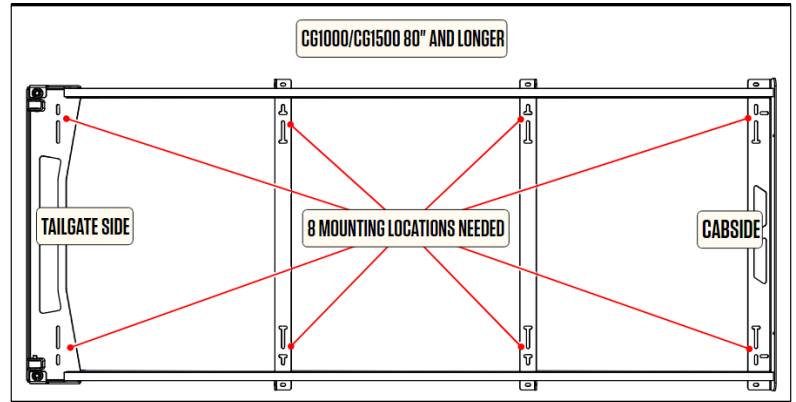 CG1000/CG1500 80" AND LONGER
TAILGATE SIDE
8 MOUNTING LOCATIONS NEEDED
CABSIDE